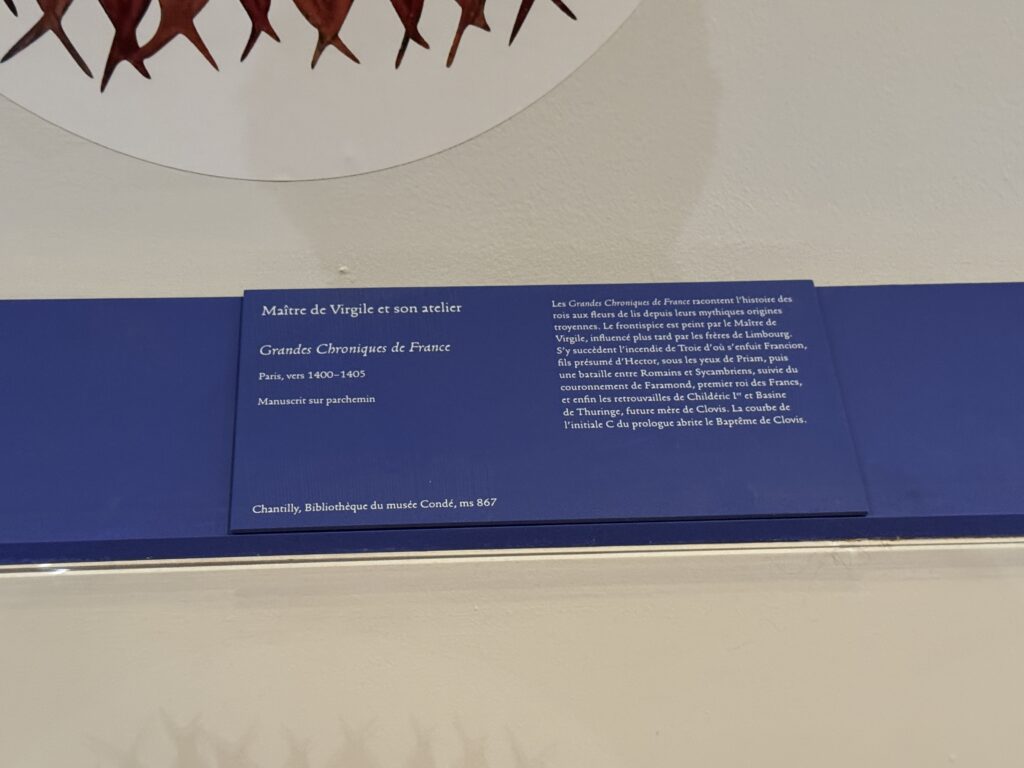 Maître de Virgile et son atelier
Grandes Chroniques de France
Paris, vers 1400–1405
Manuscrit sur parchemin
Chantilly, Bibliothèque du musée Condé, ms 867
Les Grandes Chroniques de France racontent l'histoire des
rois aux fleurs de lis depuis leurs mythiques origines
troyennes. Le frontispice est peint par le Maître de
Virgile, influencé plus tard par les frères de Limbourg.
S'y succèdent l'incendie de Troie d'où s'enfuit Francion,
fils présumé d'Hector, sous les yeux de Priam, puis
une bataille entre Romains et Sycambriens, suivie du
couronnement de Faramond, premier roi des Francs,
et enfin les retrouvailles de Childéric Iᵉʳ et Basine
de Thuringe, future mère de Clovis. La courbe de
l'initiale C du prologue abrite le Baptême de Clovis.